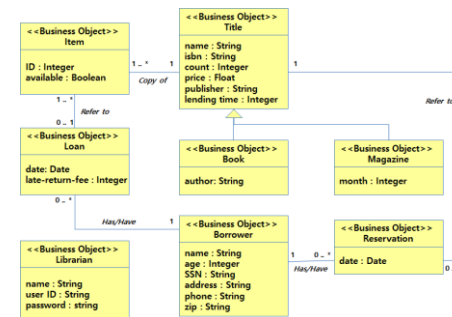 <<Business Object>>
Item
ID : Integer
available : Boolean
1 - *
1
Copy of
<<Business Object>>
Title
name : String
isbn : String
count : Integer
price : Float
publisher : String
lending time : Integer
1
1 - *
Refer to
0 - 1
Refer to
<<Business Object>>
Loan
date: Date
late-return-fee : Integer
<<Business Object>>
Book
author: String
<<Business Object>>
Magazine
month : Integer
0 - *
Has/Have
1
<<Business Object>>
Librarian
name : String
user ID : String
password : string
<<Business Object>>
Borrower
name : String
age : Integer
SSN : String
address : String
phone : String
zip : String
1
0 - *
Has/Have
<<Business Object>>
Reservation
date : Date
0